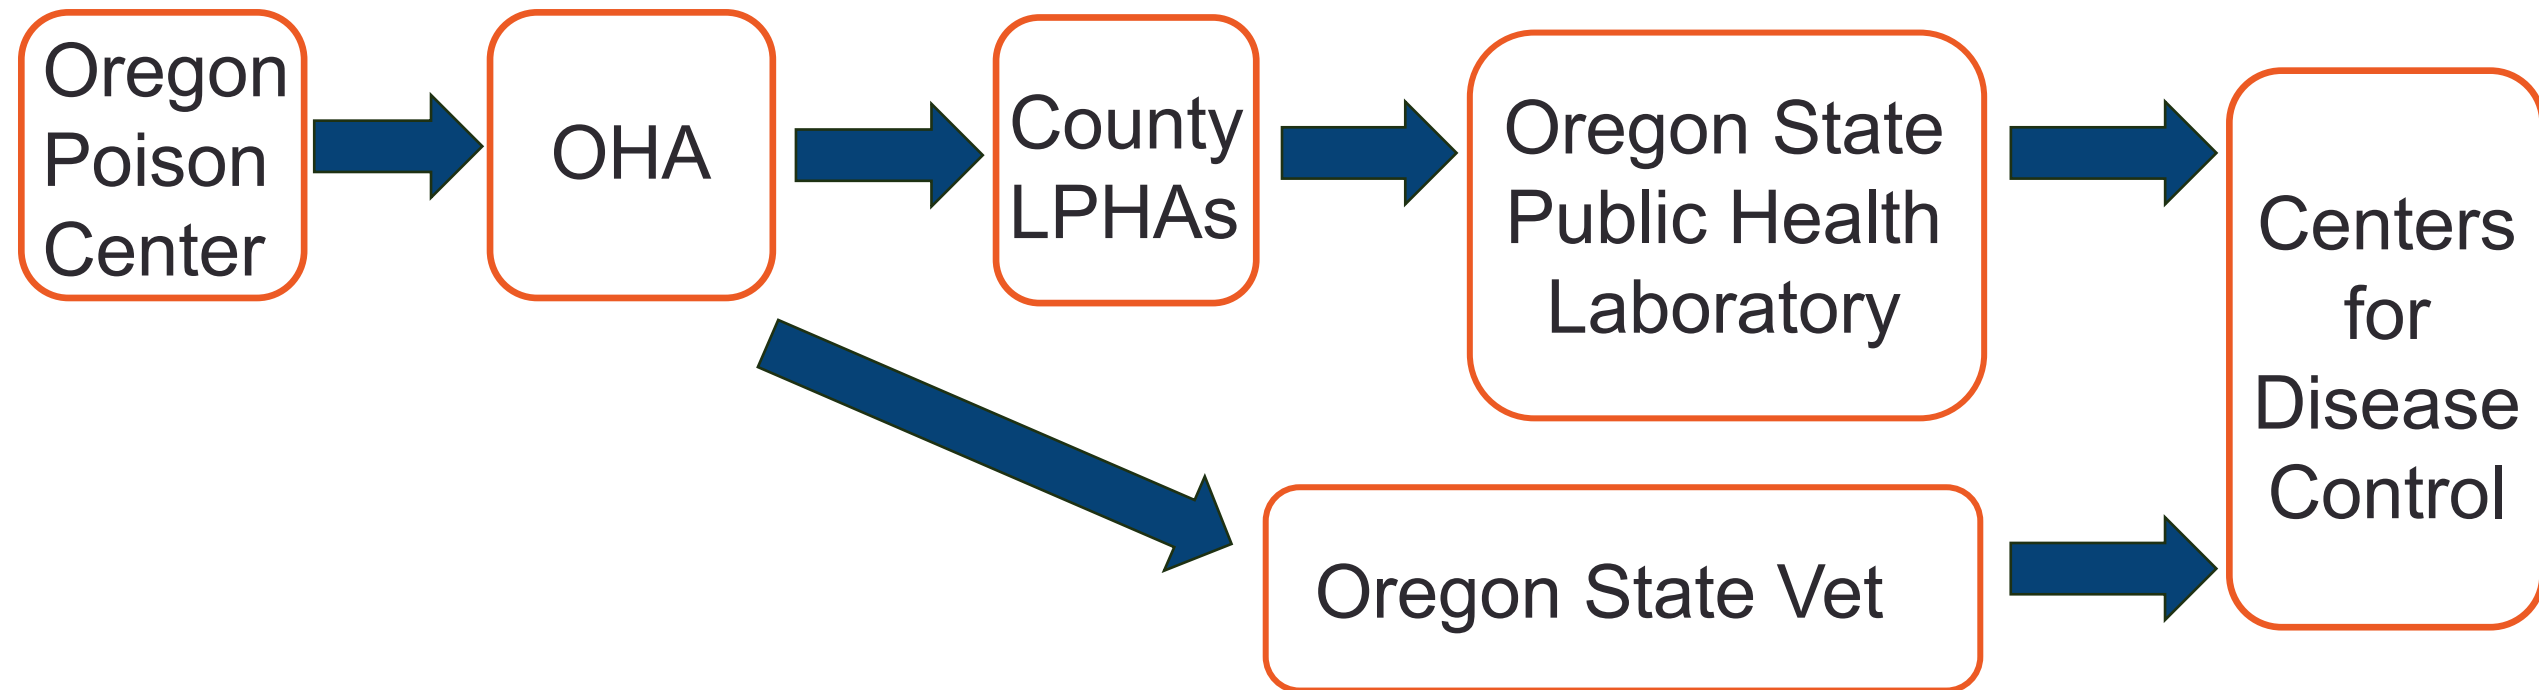 Oregon
Poison
Center
OHA
County
LPHAs
Oregon State
Public Health
Laboratory
Centers
for
Disease
Control
Oregon State Vet